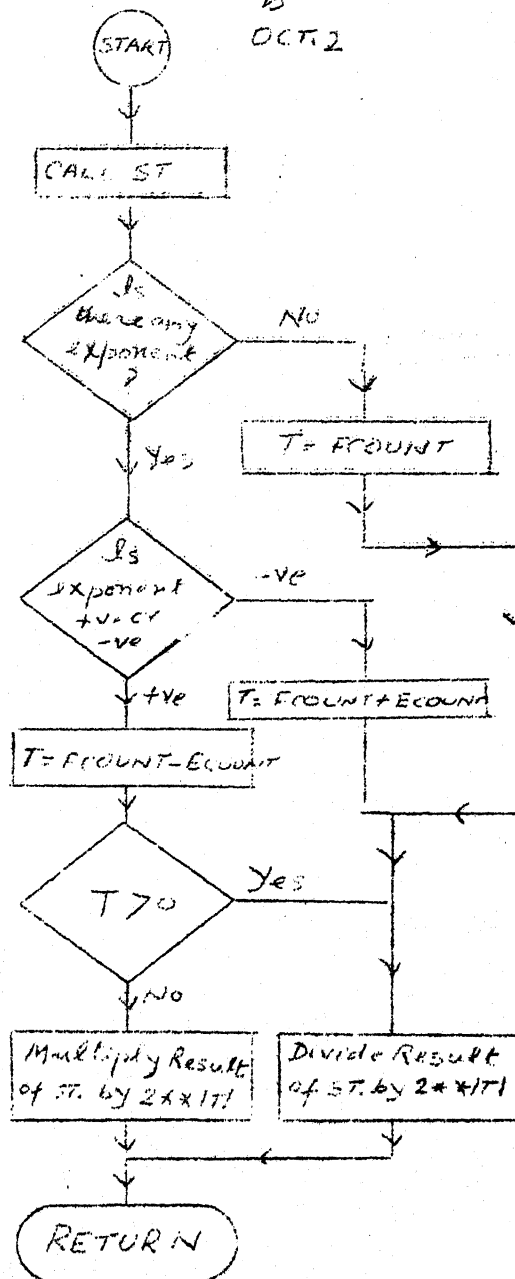 OCT. 2
START
CALL ST
Is
there any
exponent
?
No
Yes
T = FCOUNT
Is
exponent
+ve or
-ve
-ve
+ve
T = FCOUNT+ECOUNT
T = FCOUNT-ECOUNT
T > 0
Yes
No
Multiply Result
of ST. by 2**|T|
Divide Result
of ST. by 2**|T|
RETURN